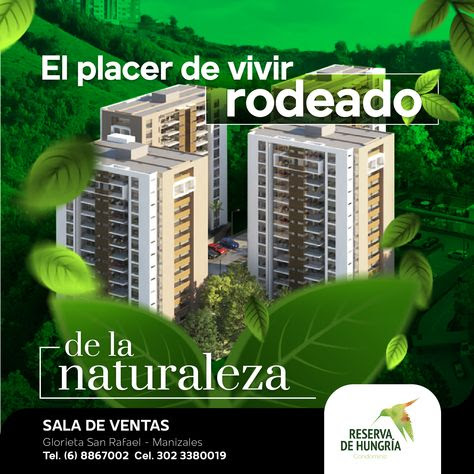 El placer de vivir
rodeado
de la
naturaleza
SALA DE VENTAS
Glorieta San Rafael - Manizales
Tel. (6) 8867002 Cel. 302 3380019
RESERVA
DE HUNGRÍA
Condominio